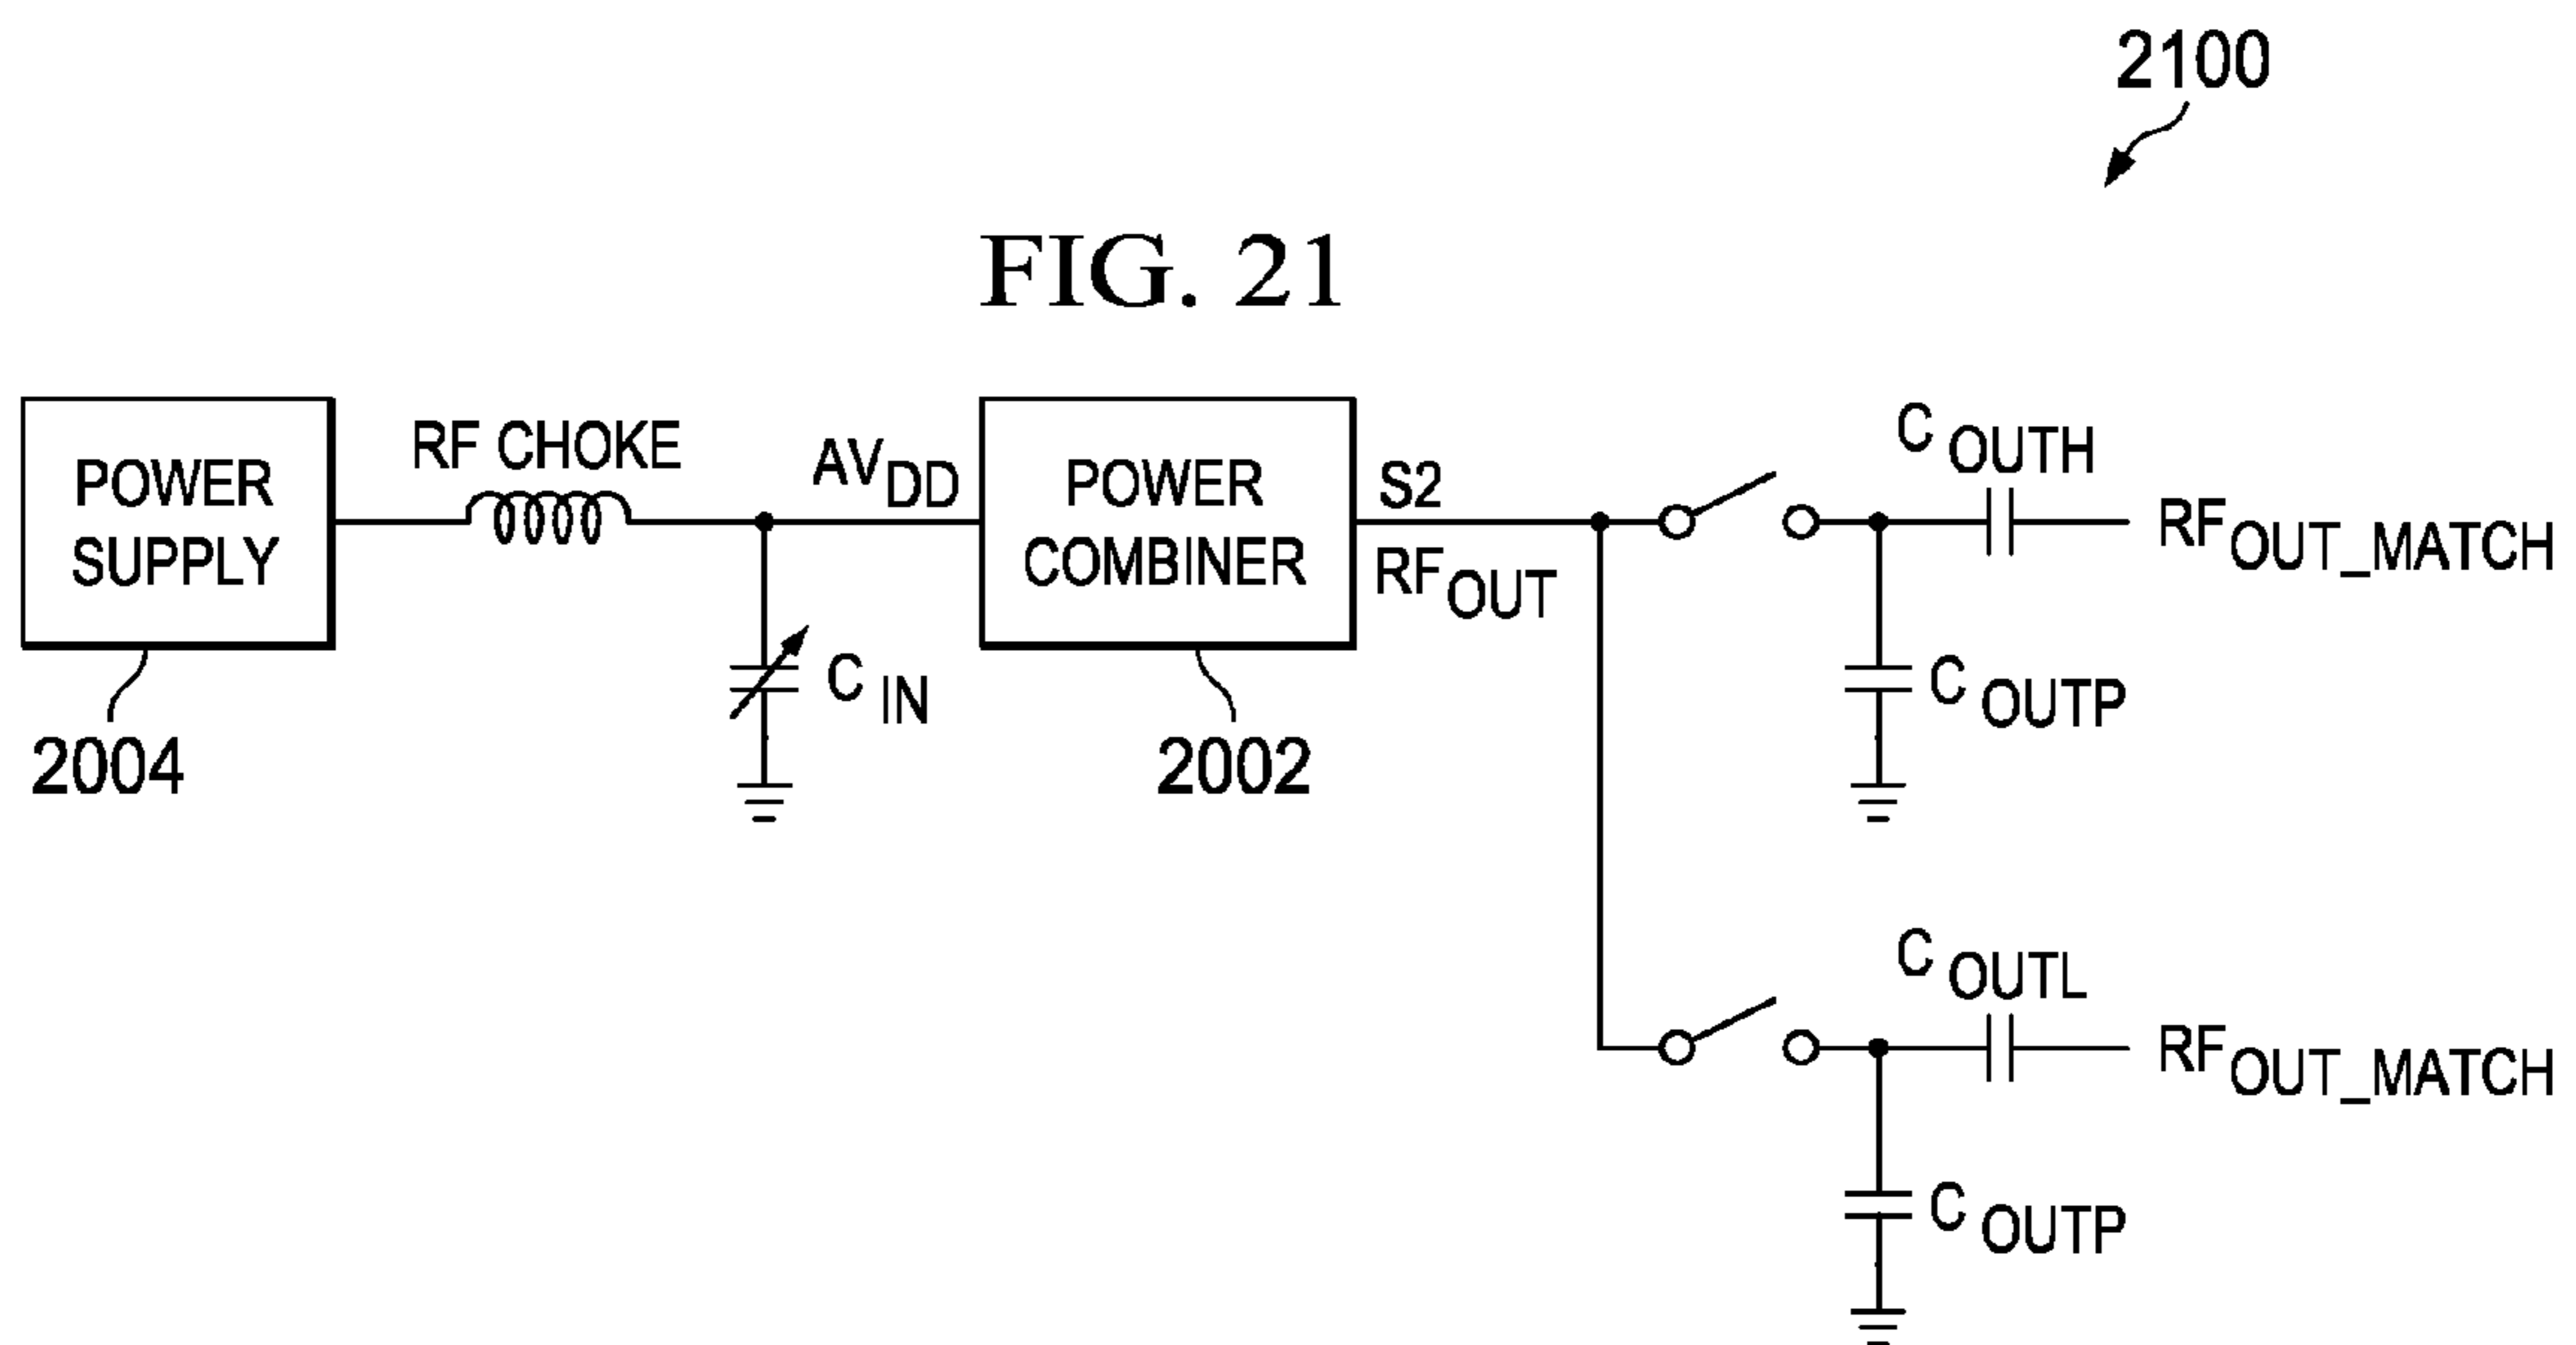 2100
FIG. 21
POWER
SUPPLY
2004
RF CHOKE
AVDD
CIN
POWER
COMBINER
2002
S2
RFOUT
COUTH
RFOUT_MATCH
COUTP
COUTL
RFOUT_MATCH
COUTP